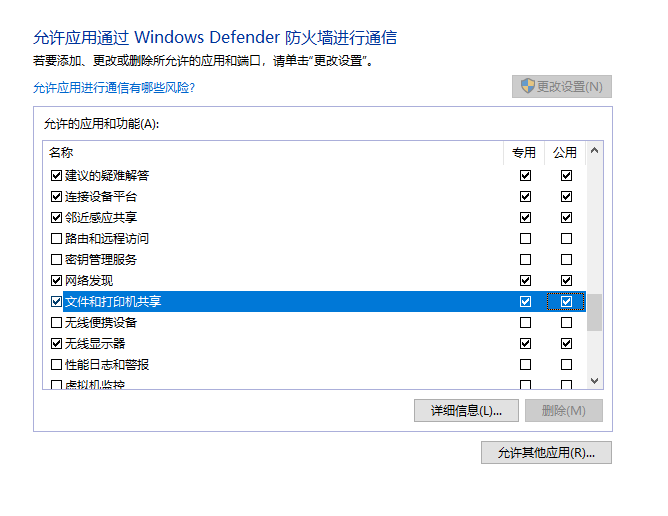 允许应用通过 Windows Defender 防火墙进行通信
若要添加、更改或删除所允许的应用和端口，请单击"更改设置"。
允许应用进行通信有哪些风险?
更改设置(N)
允许的应用和功能(A):
名称 专用 公用
建议的疑难解答
连接设备平台
邻近感应共享
路由和远程访问
密钥管理服务
网络发现
文件和打印机共享
无线便携设备
无线显示器
性能日志和警报
虚拟机监控
详细信息(L)... 删除(M)
允许其他应用(R)...